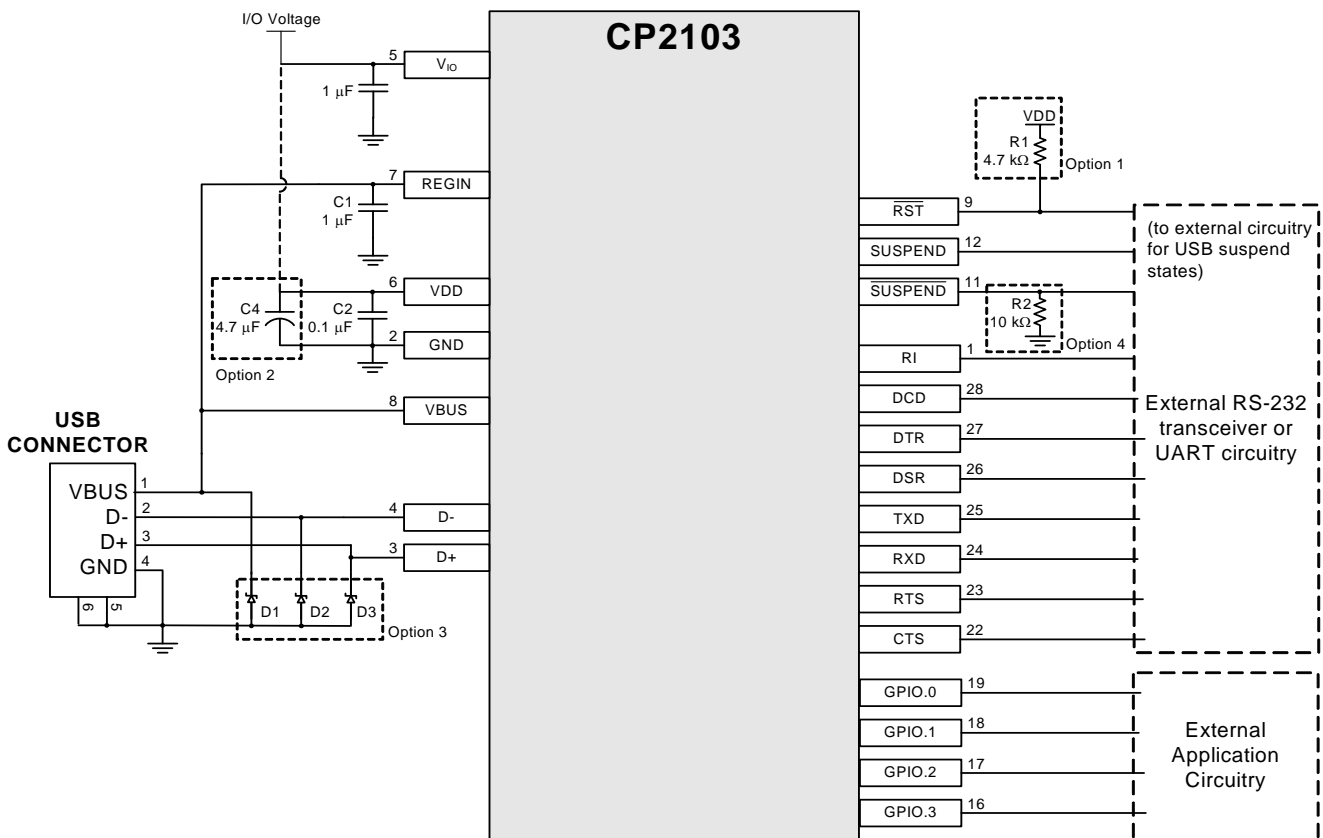 I/O Voltage
CP2103
5
VIO
1 μF
7
REGIN
C1
1 μF
6
VDD
C4
4.7 μF
C2
0.1 μF
2
GND
Option 2
8
VBUS
USB
CONNECTOR
VBUS
1
D-
2
D+
3
GND
4
6
5
4
D-
3
D+
D1
D2
D3
Option 3
VDD
R1
4.7 kΩ
Option 1
RST
9
SUSPEND
12
SUSPEND
11
R2
10 kΩ
Option 4
RI
1
DCD
28
DTR
27
DSR
26
TXD
25
RXD
24
RTS
23
CTS
22
(to external circuitry
for USB suspend
states)
External RS-232
transceiver or
UART circuitry
GPIO.0
19
GPIO.1
18
GPIO.2
17
GPIO.3
16
External
Application
Circuitry